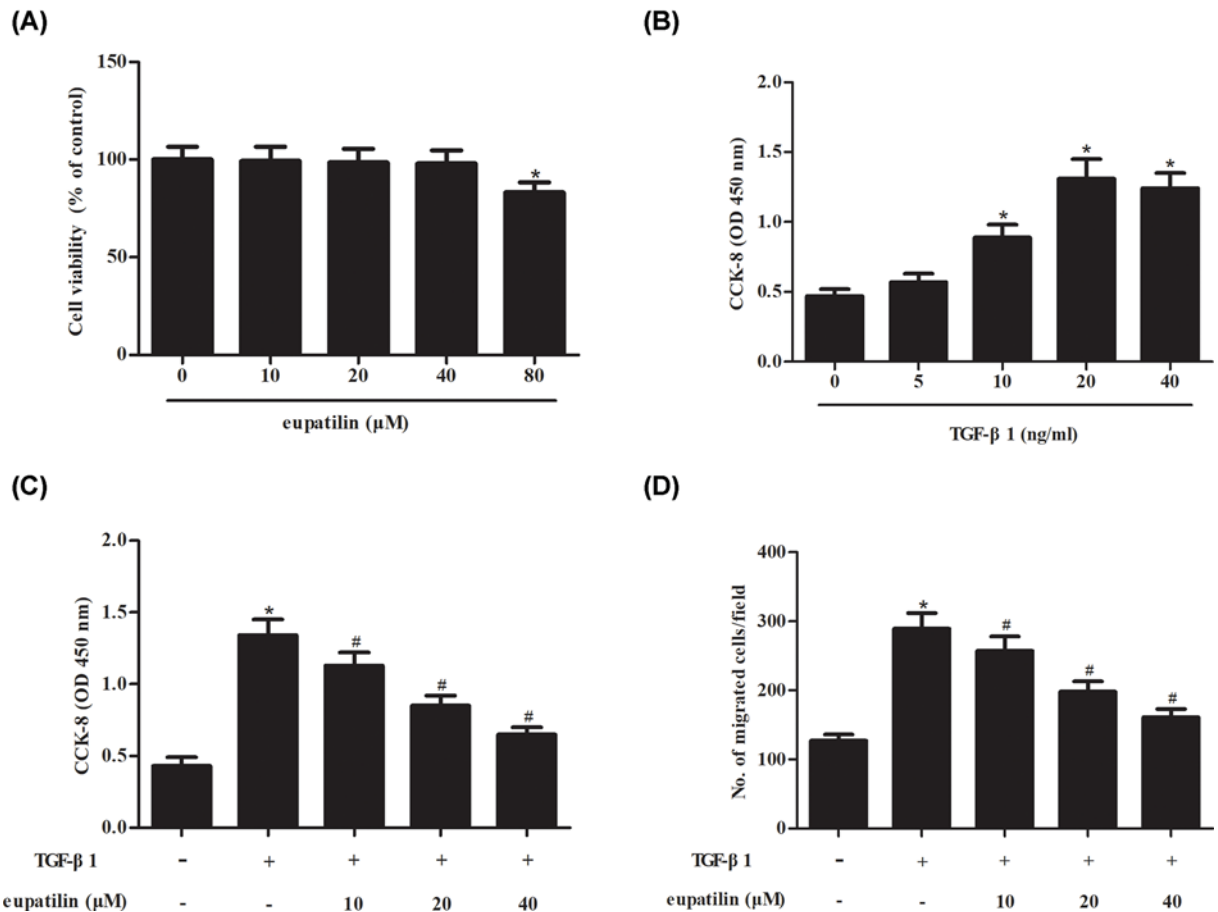 (A)
150
100
50
0
Cell viability (% of control)
*
0 10 20 40 80
eupatilin (µM)
(B)
2.0
1.5
1.0
0.5
0.0
CCK-8 (OD 450 nm)
* * *
0 5 10 20 40
TGF-β 1 (ng/ml)
(C)
2.0
1.5
1.0
0.5
0.0
CCK-8 (OD 450 nm)
* # # #
TGF-β 1 - + + + +
eupatilin (µM) - - 10 20 40
(D)
400
300
200
100
0
No. of migrated cells/field
* # # #
TGF-β 1 - + + + +
eupatilin (µM) - - 10 20 40